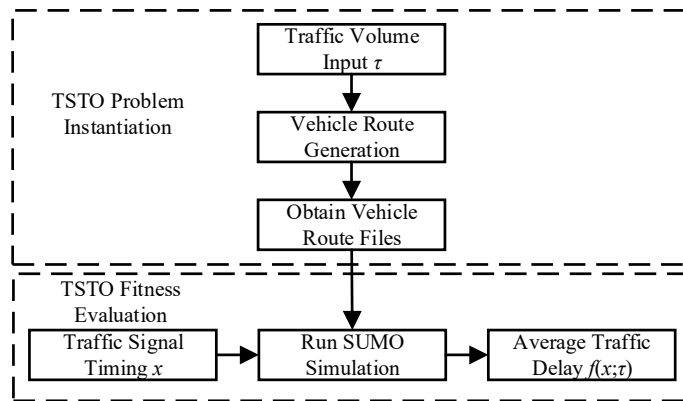 Traffic Volume
Input τ
TSTO Problem
Instantiation
Vehicle Route
Generation
Obtain Vehicle
Route Files
TSTO Fitness
Evaluation
Traffic Signal
Timing x
Run SUMO
Simulation
Average Traffic
Delay f(x;τ)